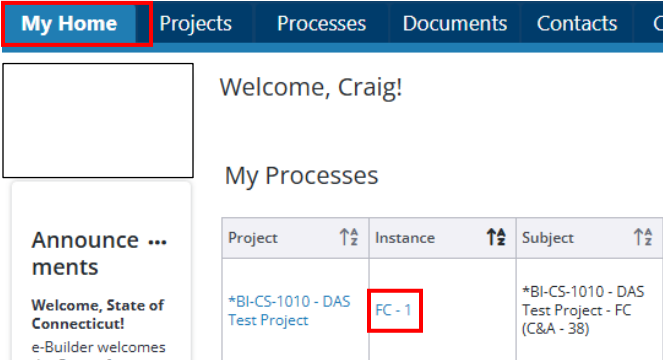 My Home Projects Processes Documents Contacts
Welcome, Craig!
My Processes
Announce ...
ments
Welcome, State of
Connecticut!
e-Builder welcomes
Project Instance Subject
*BI-CS-1010 - DAS
Test Project
FC - 1
*BI-CS-1010 - DAS
Test Project - FC
(C&A - 38)